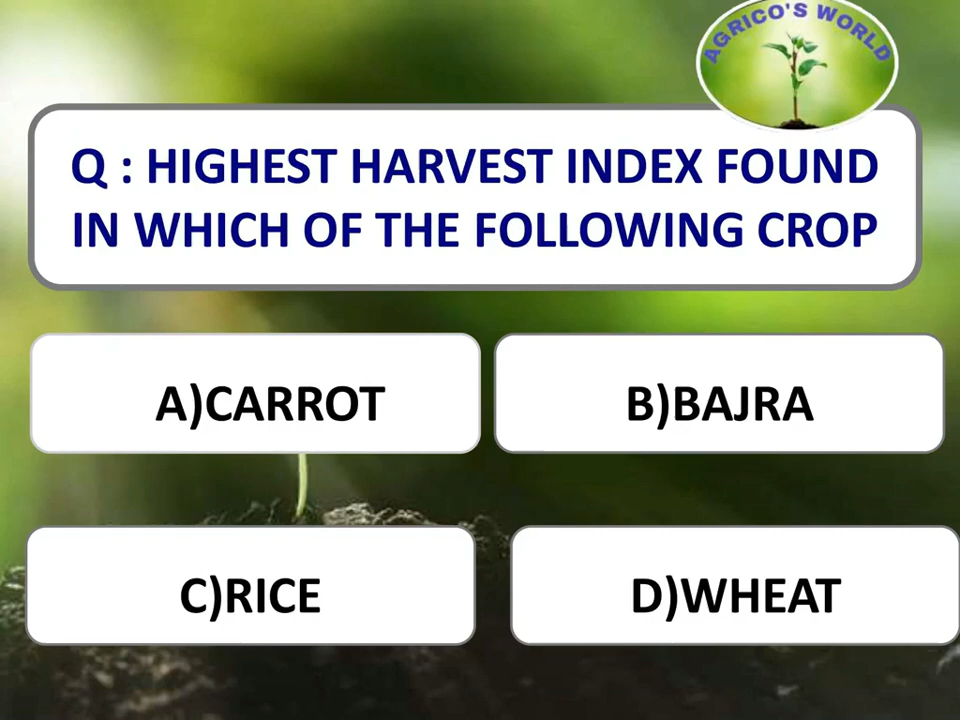 AGRICO'S WORLD
Q : HIGHEST HARVEST INDEX FOUND
IN WHICH OF THE FOLLOWING CROP
A)CARROT
B)BAJRA
C)RICE
D)WHEAT